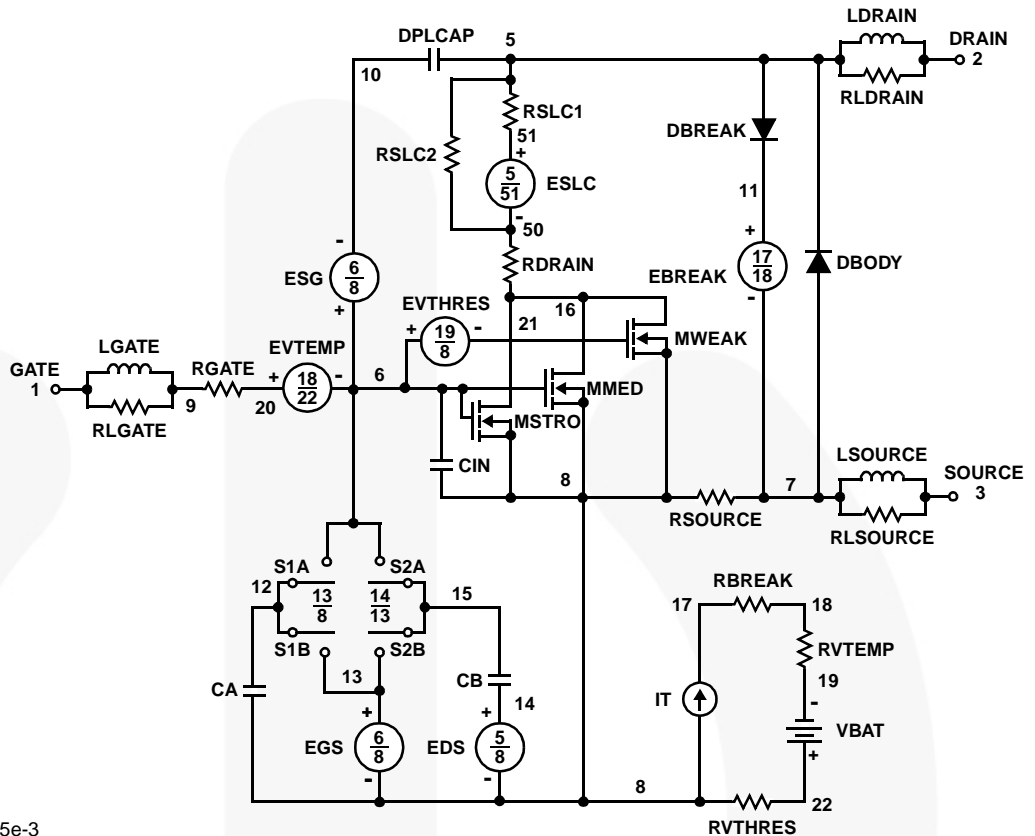 LDRAIN
DPLCAP 5 DRAIN
10 2
RLDRAIN
RSLC1
DBREAK
51
RSLC2 +
5
51 ESLC 11
-
50
- +
RDRAIN 17
18
6
8 ESG EBREAK DBODY
EVTHRES 16 -
+ + 19
8 - 21 MWEAK
LGATE EVTEMP
GATE RGATE + 18
22 - 6 MMED
1 9 20
MSTRO
RLGATE
LSOURCE
CIN 8 7 SOURCE
3
RSOURCE
RLSOURCE
S1A S2A
12 13
8 14
13 15 RBREAK
17 18
S1B S2B RVTEMP
13 CB 19
CA 14 IT -
+ + VBAT
EGS 6
8 EDS 5
8 +
- - 8 22
RVTHRES
5e-3